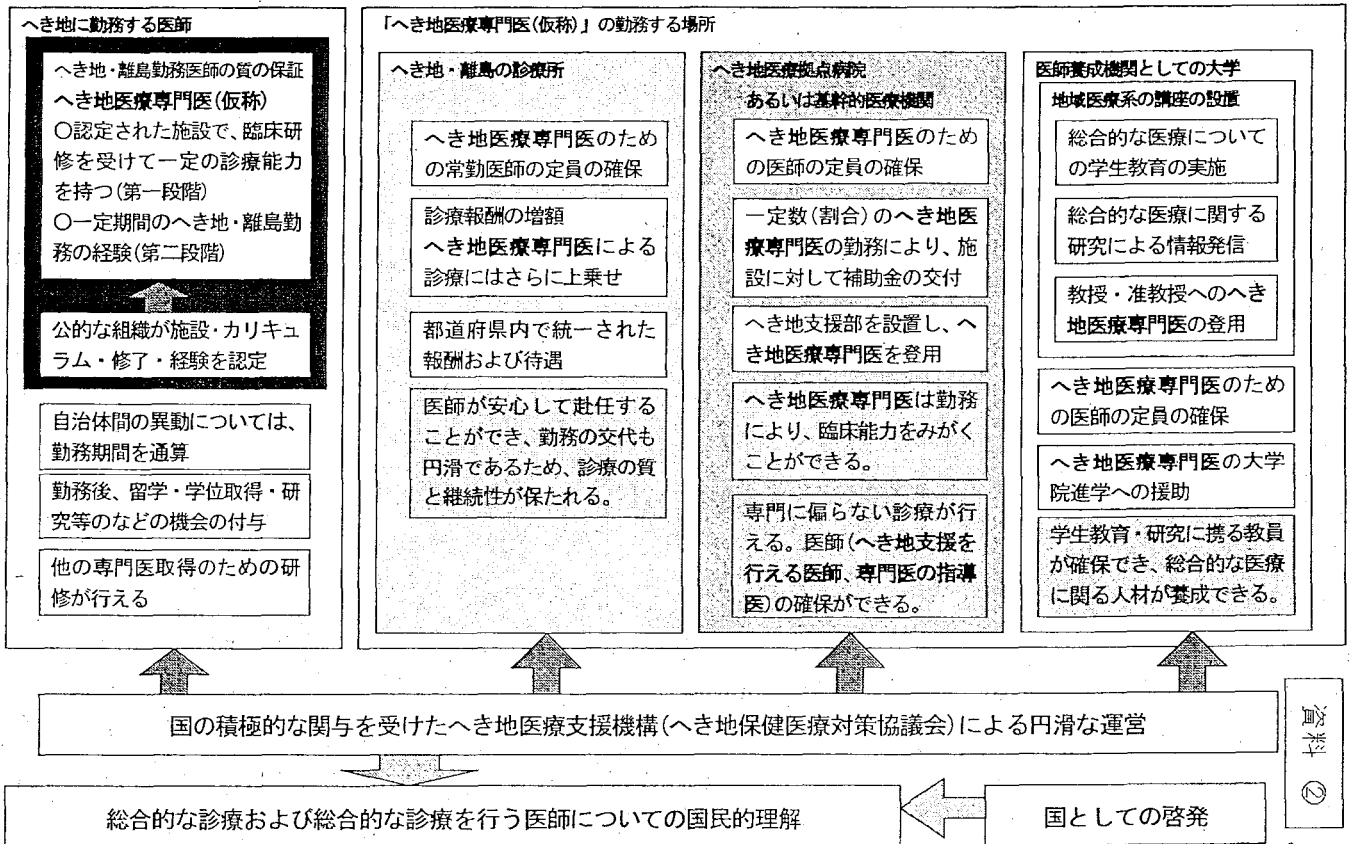 へき地に勤務する医師
へき地・離島勤務医師の質の保証
へき地医療専門医(仮称)
〇認定された施設で、臨床研
修を受けて一定の診療能力
を持つ(第一段階)
〇一定期間のへき地・離島勤
務の経験(第二段階)
公的な組織が施設・カリキュ
ラム・修了・経験を認定
自治体間の異動については、
勤務期間を通算
勤務後、留学・学位取得・研
究等のなどの機会の付与
他の専門医取得のための研
修が行える
「へき地医療専門医(仮称)」の勤務する場所
へき地・離島の診療所
へき地医療専門医のため
の常勤医師の定員の確保
診療報酬の増額
へき地医療専門医による
診療にはさらに上乗せ
都道府県内で統一された
報酬および待遇
医師が安心して赴任する
ことができ、勤務の交代も
円滑であるため、診療の質
と継続性が保たれる。
へき地医療拠点病院
あるいは基幹的医療機関
へき地医療専門医のため
の医師の定員の確保
一定数(割合)のへき地医
療専門医の勤務により、施
設に対して補助金の交付
へき地支援部を設置し、へ
き地医療専門医を登用
へき地医療専門医は勤務
により、臨床能力をみがく
ことができる。
専門に偏らない診療が行
える。医師(へき地支援を
行える医師、専門医の指導
医)の確保ができる。
医師養成機関としての大学
地域医療系の講座の設置
総合的な医療について
の学生教育の実施
総合的な医療に関する
研究による情報発信
教授・准教授へのへき
地医療専門医の登用
へき地医療専門医のため
の医師の定員の確保
へき地医療専門医の大学
院進学への援助
学生教育・研究に携る教員
が確保でき、総合的な医療
に関る人材が養成できる。
国の積極的な関与を受けたへき地医療支援機構(へき地保健医療対策協議会)による円滑な運営
総合的な診療および総合的な診療を行う医師についての国民的理解
国としての啓発
資料 ②